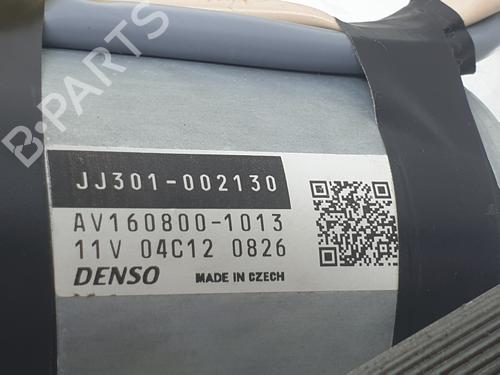 B-PARTS
JJ301-002130
AV160800-1013
11V 04C12 0826
DENSO MADE IN CZECH